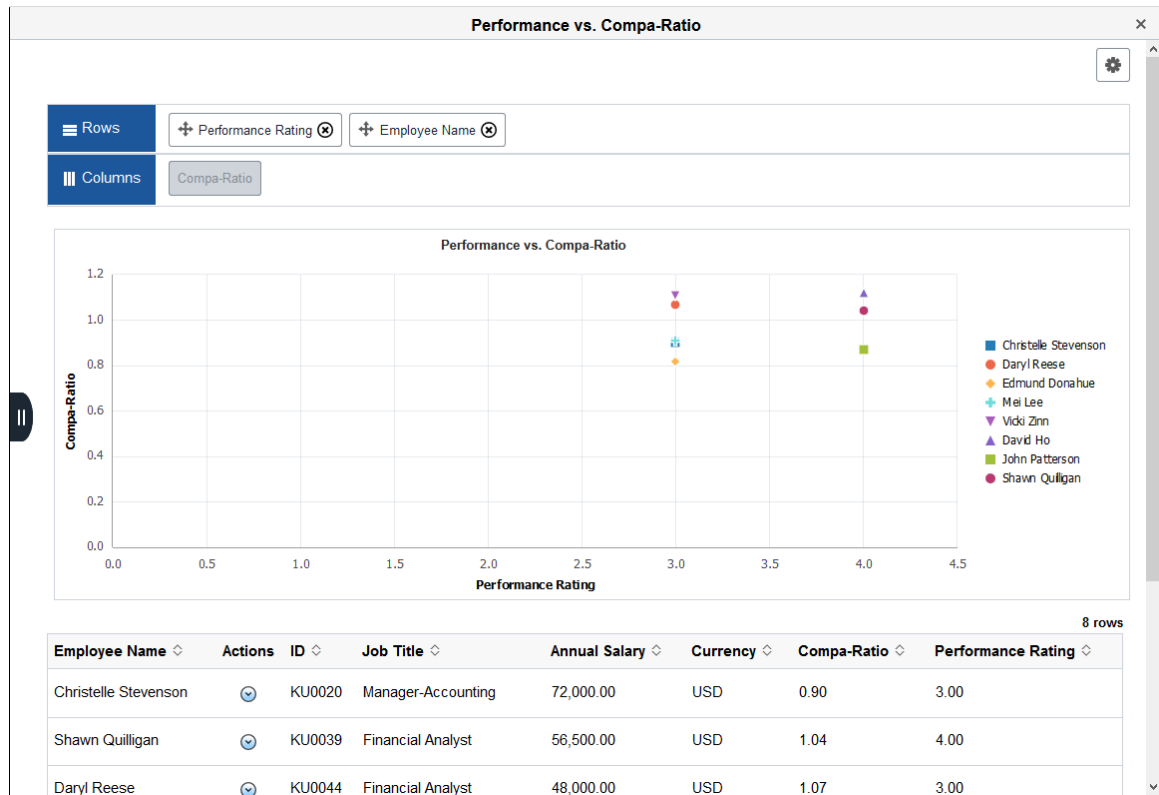 Performance vs. Compa-Ratio
Rows
Performance Rating
Employee Name
Columns
Compa-Ratio
Performance vs. Compa-Ratio
1.2
1.0
0.8
0.6
0.4
0.2
0.0
Compa-Ratio
0.0 0.5 1.0 1.5 2.0 2.5 3.0 3.5 4.0 4.5
Performance Rating
Christelle Stevenson
Daryl Reese
Edmund Donahue
Mei Lee
Vicki Zinn
David Ho
John Patterson
Shawn Quilligan
8 rows
Employee Name Actions ID Job Title Annual Salary Currency Compa-Ratio Performance Rating
Christelle Stevenson KU0020 Manager-Accounting 72,000.00 USD 0.90 3.00
Shawn Quilligan KU0039 Financial Analyst 56,500.00 USD 1.04 4.00
Daryl Reese KU0044 Financial Analyst 48,000.00 USD 1.07 3.00